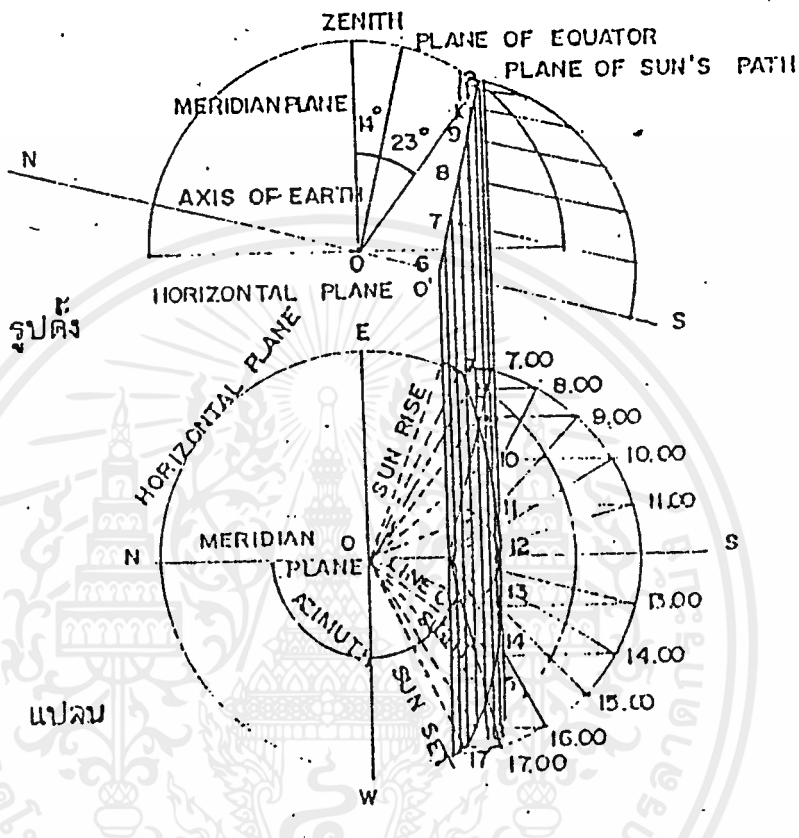 ZENITH
PLANE OF EQUATOR
PLANE OF SUN'S PATH
MERIDIAN PLANE
11°
23°
12
9
8
7
6
N
AXIS OF EARTH
O
HORIZONTAL PLANE O'
S
รูปตั้ง
E
HORIZONTAL PLANE
SUN RISE
7.00
8.00
9.00
10
10.00
11
11.00
N
MERIDIAN PLANE
O
12
S
AZIMUTH
13
13.00
14
14.00
15.00
SUN SET
16.00
17
17.00
แปลน
W